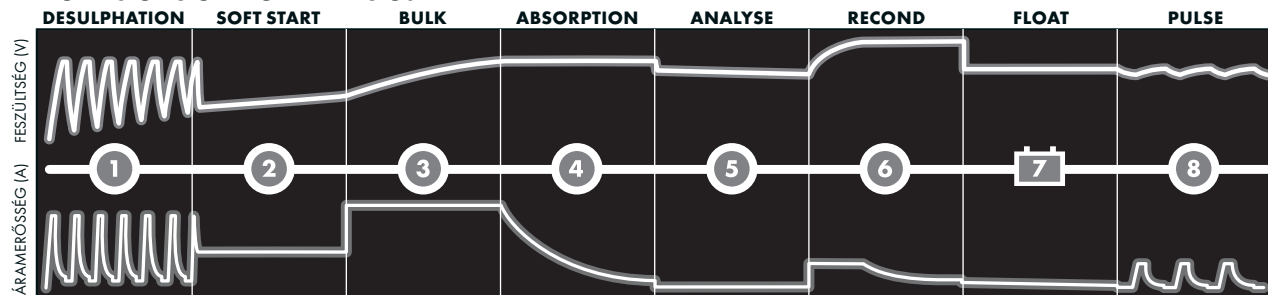 DESULPHATION SOFT START BULK ABSORPTION ANALYSE RECOND FLOAT PULSE
FESZÜLTSÉG (V)
1 2 3 4 5 6 7 8
ÁRAMERŐSSÉG (A)